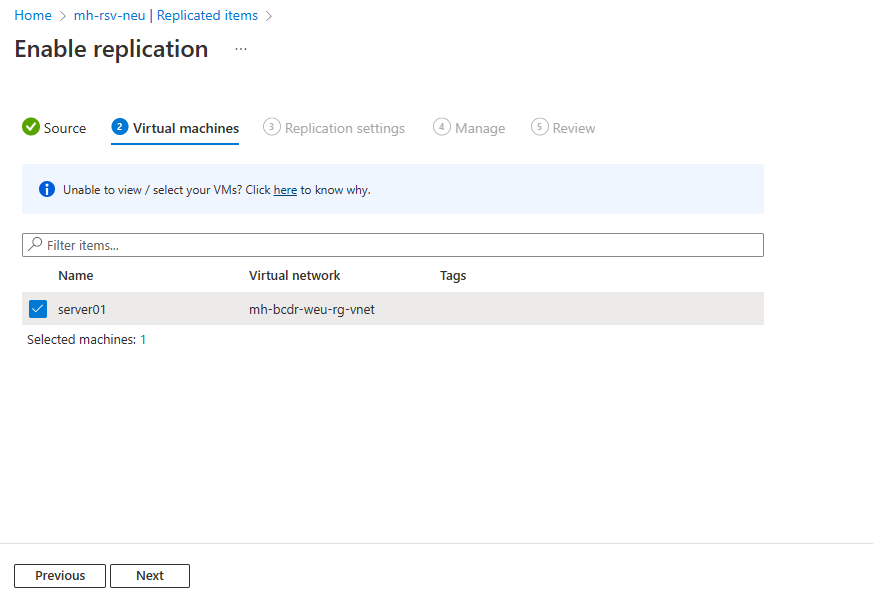 Home > mh-rsv-neu | Replicated items >
Enable replication ...
Source 2 Virtual machines 3 Replication settings 4 Manage 5 Review
Unable to view / select your VMs? Click here to know why.
Filter items...
Name Virtual network Tags
server01 mh-bcdr-weu-rg-vnet
Selected machines: 1
Previous Next